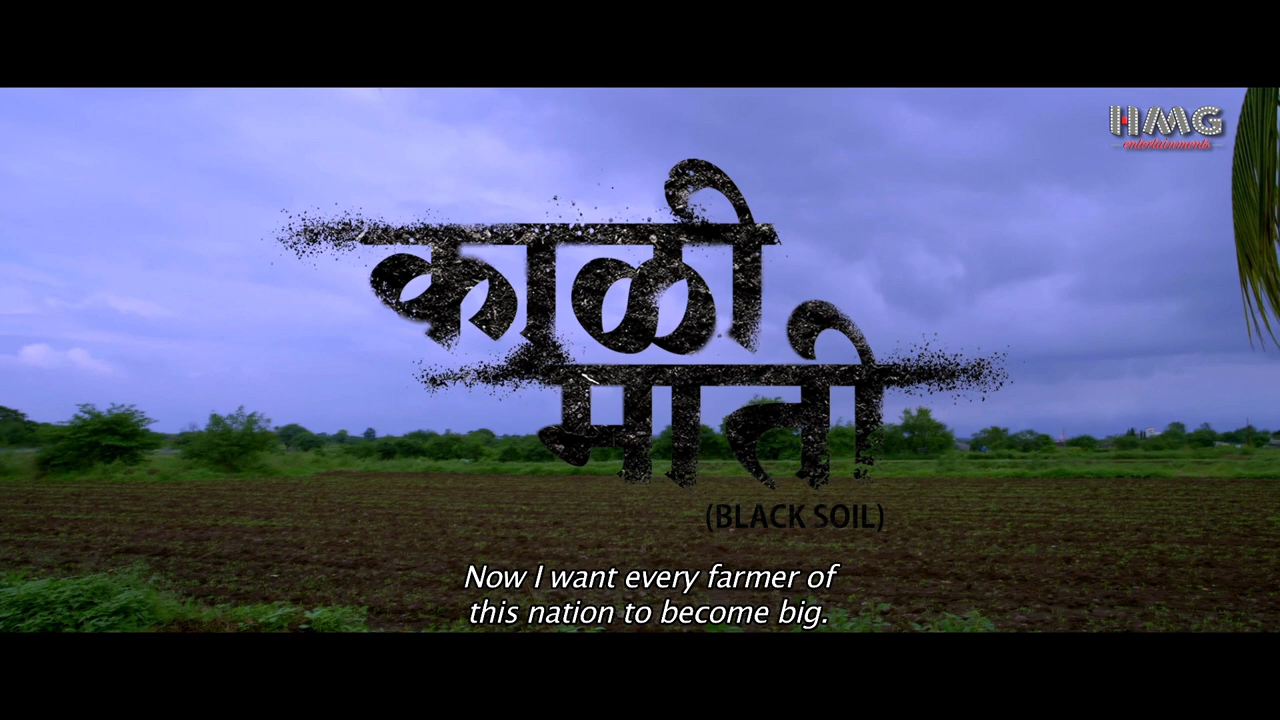 HMG
entertainments
काळी
माती
(BLACK SOIL)
Now I want every farmer of
this nation to become big.